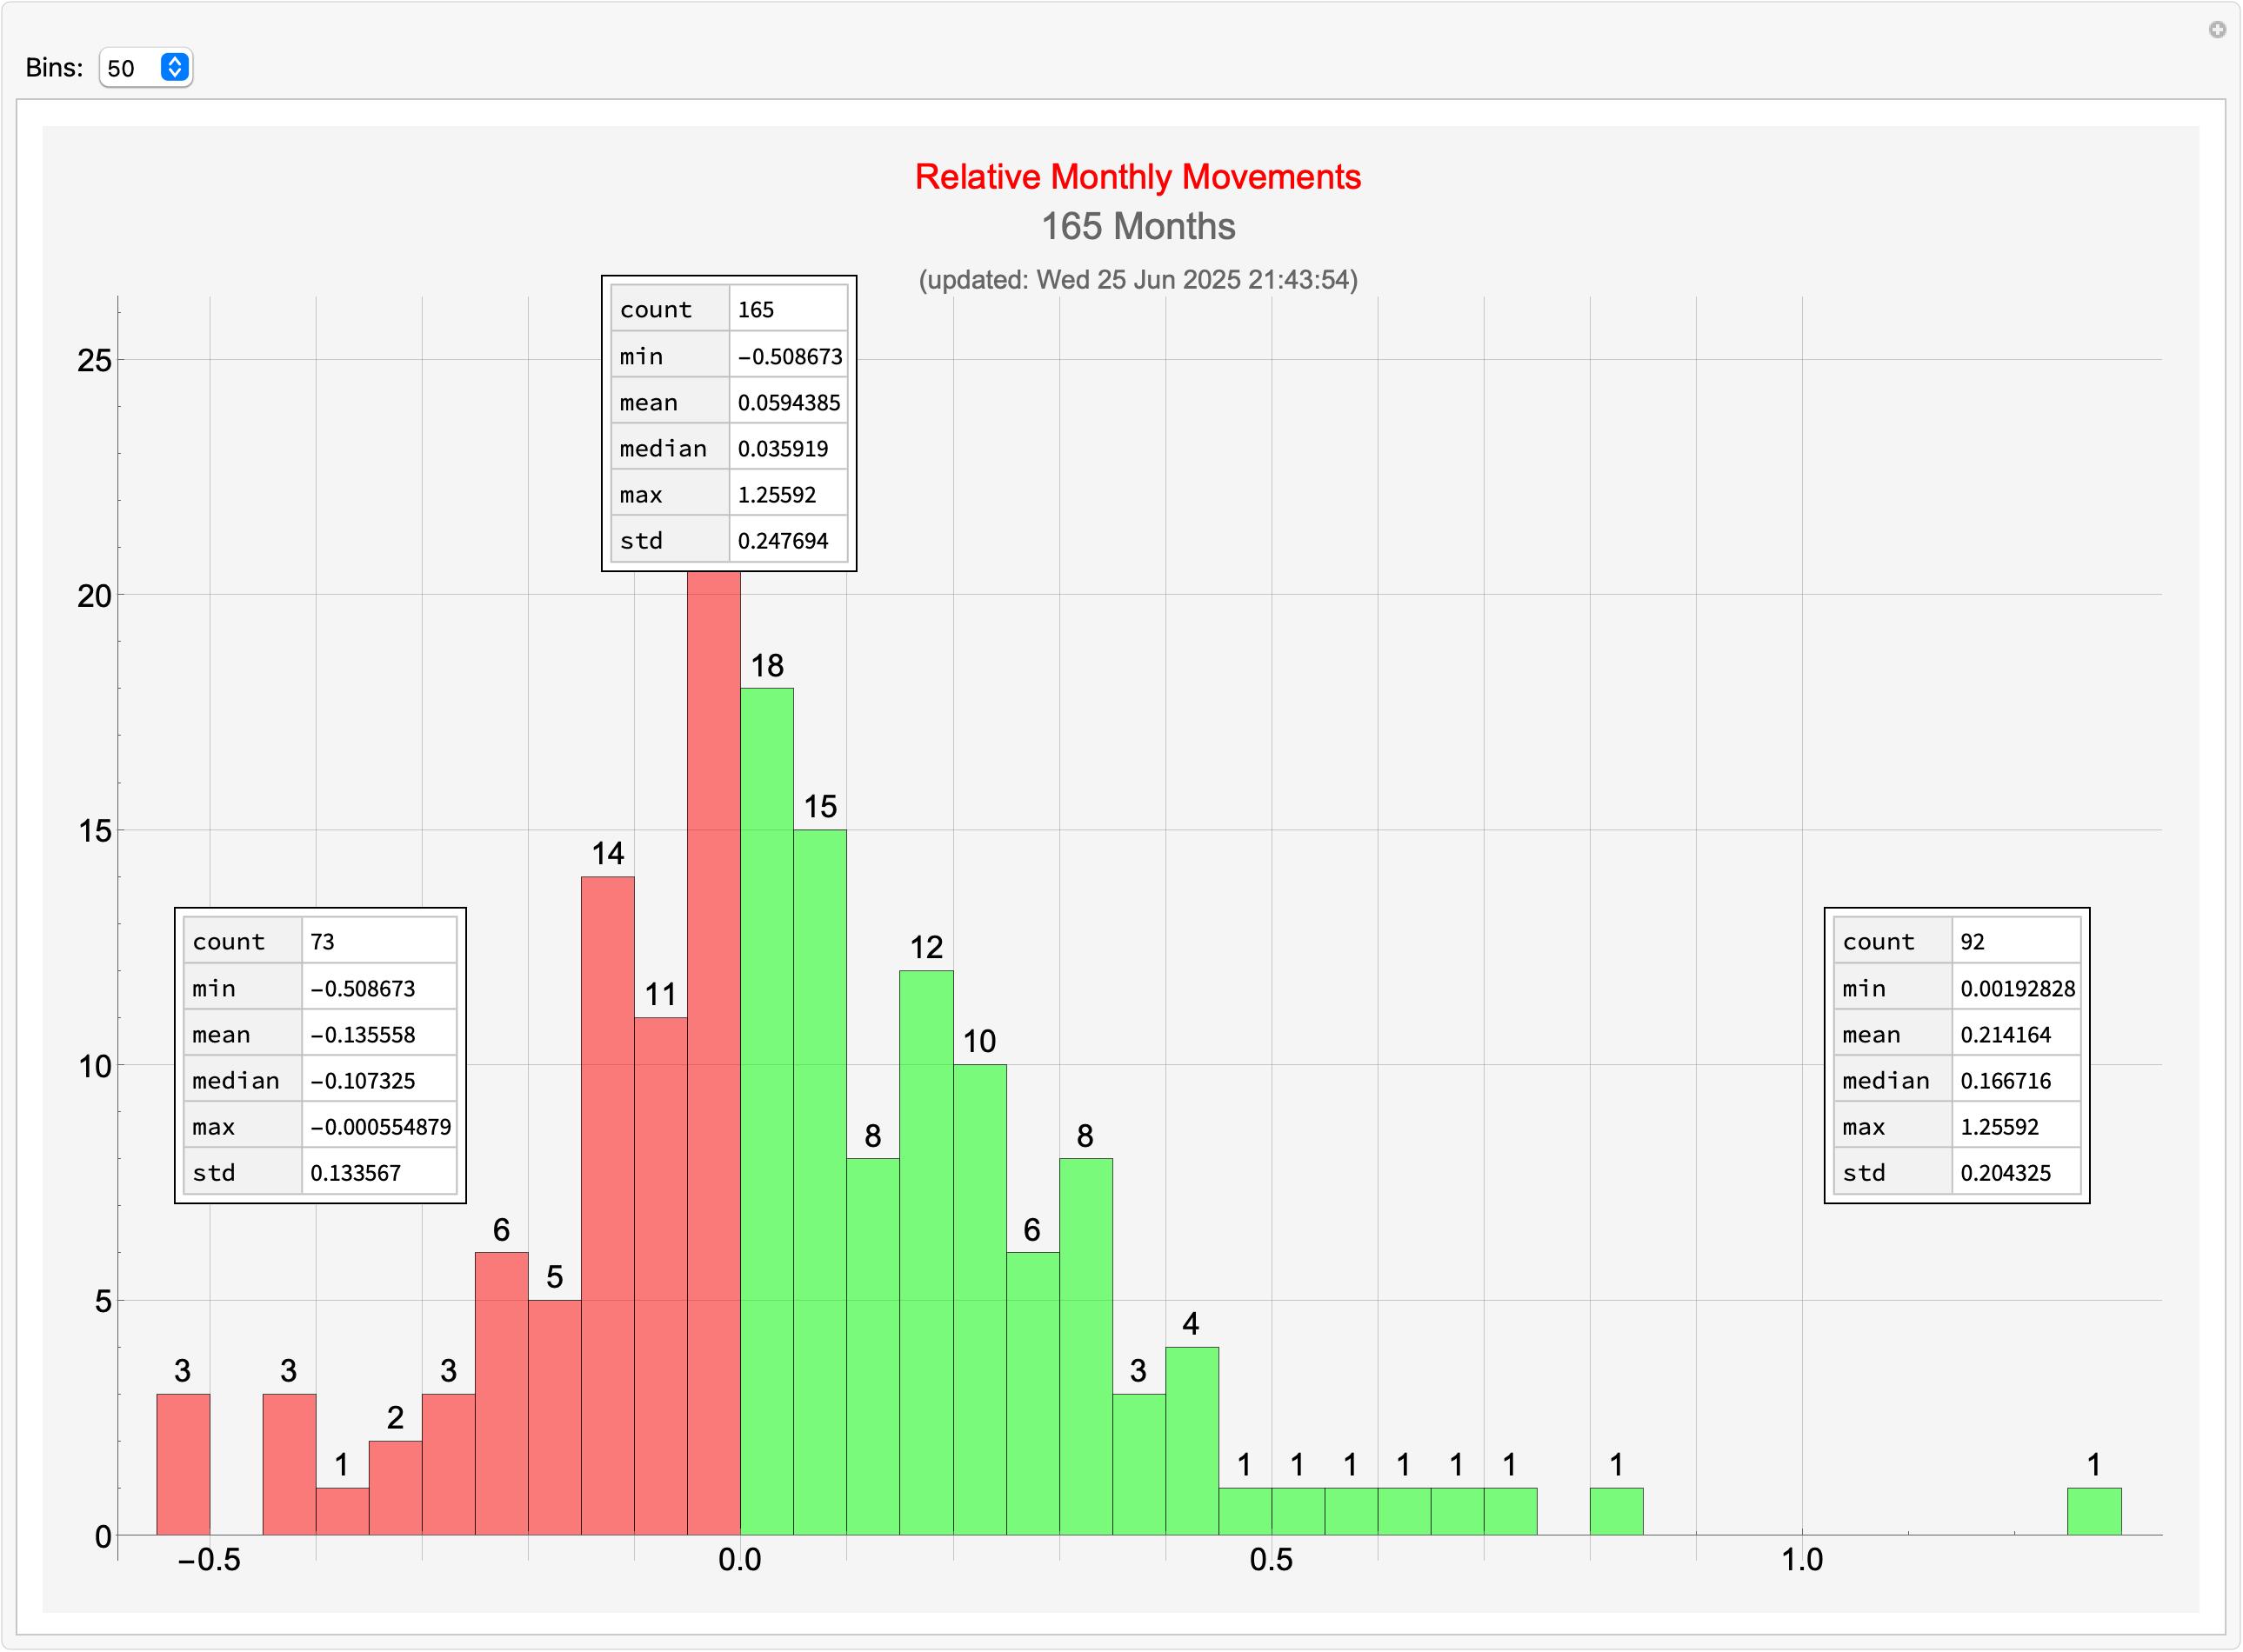 Bins: 50
Relative Monthly Movements
165 Months
(updated: Wed 25 Jun 2025 21:43:54)
count 165
min −0.508673
mean 0.0594385
median 0.035919
max 1.25592
std 0.247694
count 73
min −0.508673
mean −0.135558
median −0.107325
max −0.000554879
std 0.133567
count 92
min 0.00192828
mean 0.214164
median 0.166716
max 1.25592
std 0.204325
25
20
15
10
5
0
3 3 1 2 3 6 5 14 11 18 15 8 12 10 6 8 3 4 1 1 1 1 1 1 1 1
−0.5 0.0 0.5 1.0